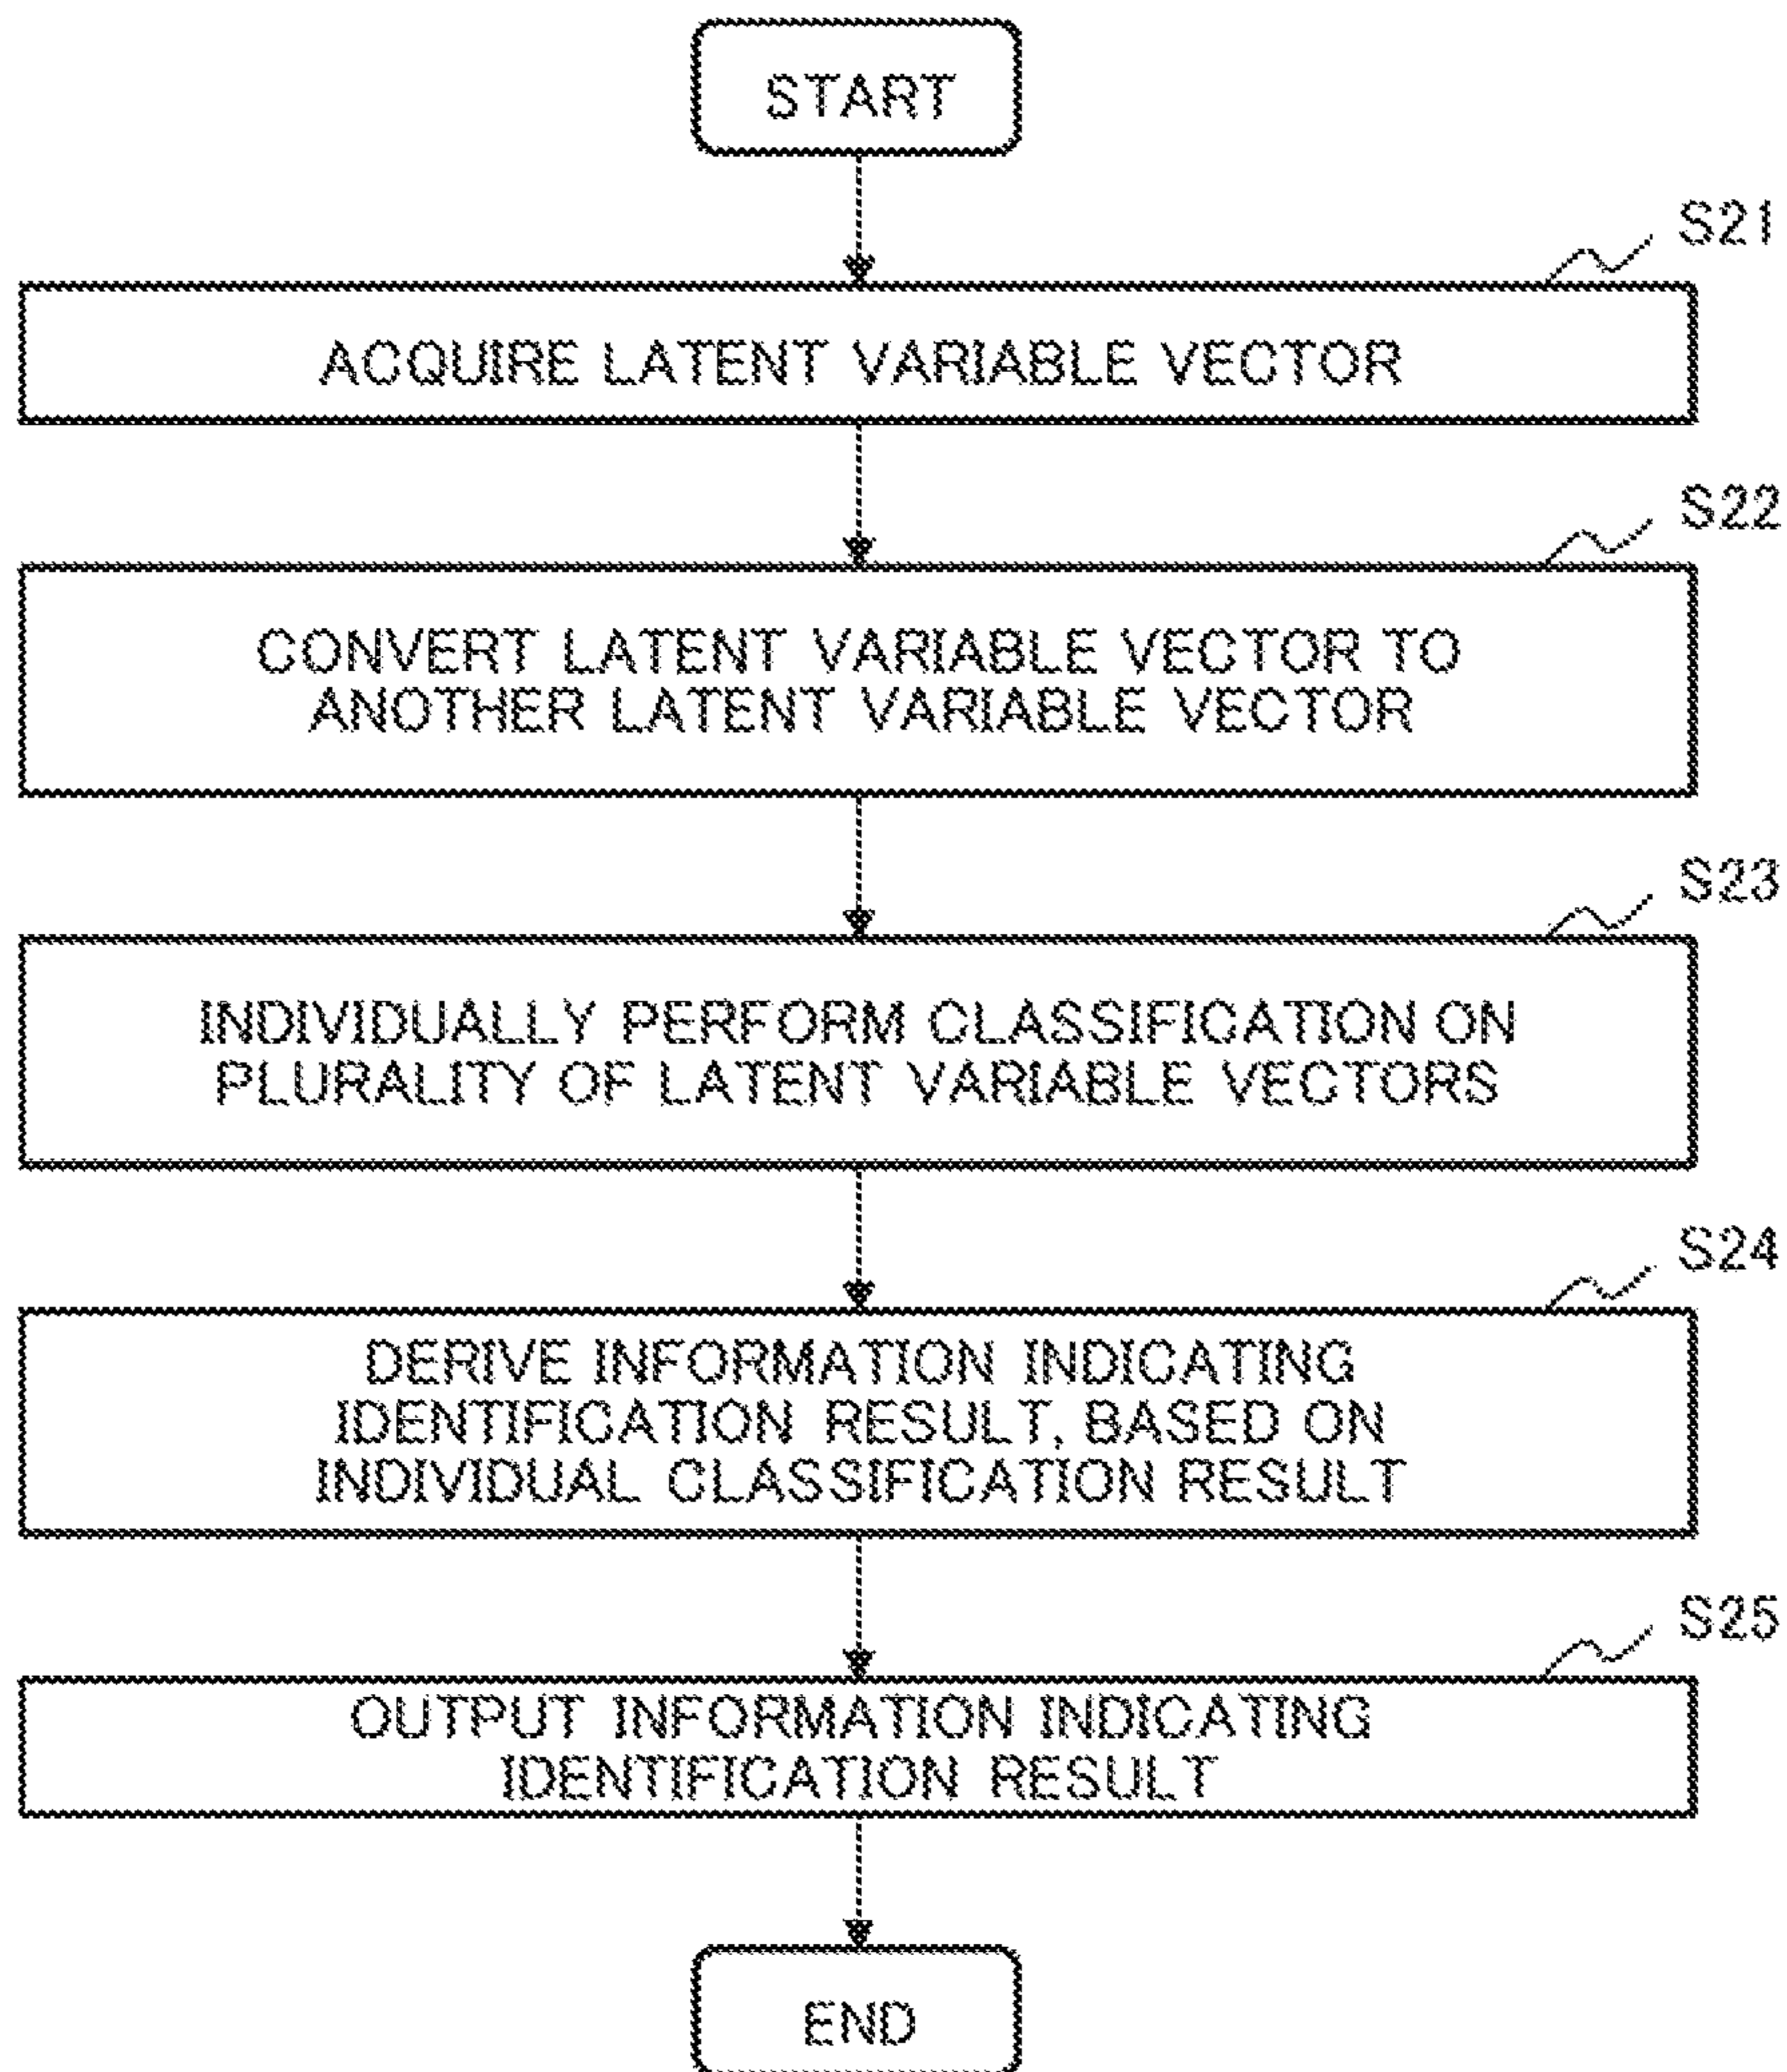 START
S21
ACQUIRE LATENT VARIABLE VECTOR
S22
CONVERT LATENT VARIABLE VECTOR TO
ANOTHER LATENT VARIABLE VECTOR
S23
INDIVIDUALLY PERFORM CLASSIFICATION ON
PLURALITY OF LATENT VARIABLE VECTORS
S24
DERIVE INFORMATION INDICATING
IDENTIFICATION RESULT, BASED ON
INDIVIDUAL CLASSIFICATION RESULT
S25
OUTPUT INFORMATION INDICATING
IDENTIFICATION RESULT
END